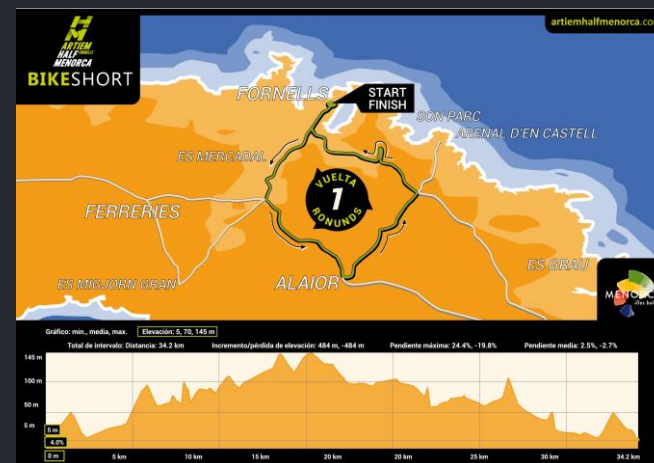 HM
ARTIEM
HALF
MENORCA
BIKESHORT
artiemhalfmenorca.com
FORNELLS
START
FINISH
SON PARC
ARENAL D'EN CASTELL
ES MERCADAL
VUELTA
1
ROUNDS
FERRERIES
ES MIGJORN GRAN
ALAIOR
ES GRAU
MENORCA
Gráfico: min., media, max. Elevación: 5, 70, 145 m
Total de intervalo: Distancia: 34.2 km Incremento/pérdida de elevación: 484 m, -484 m Pendiente máxima: 24.4%, -19.8% Pendiente media: 2.5%, -2.7%
145 m
100 m
50 m
5 m
5 m
4.0%
0 m 5 km 10 km 15 km 20 km 20 km 25 km 30 km 34.2 km